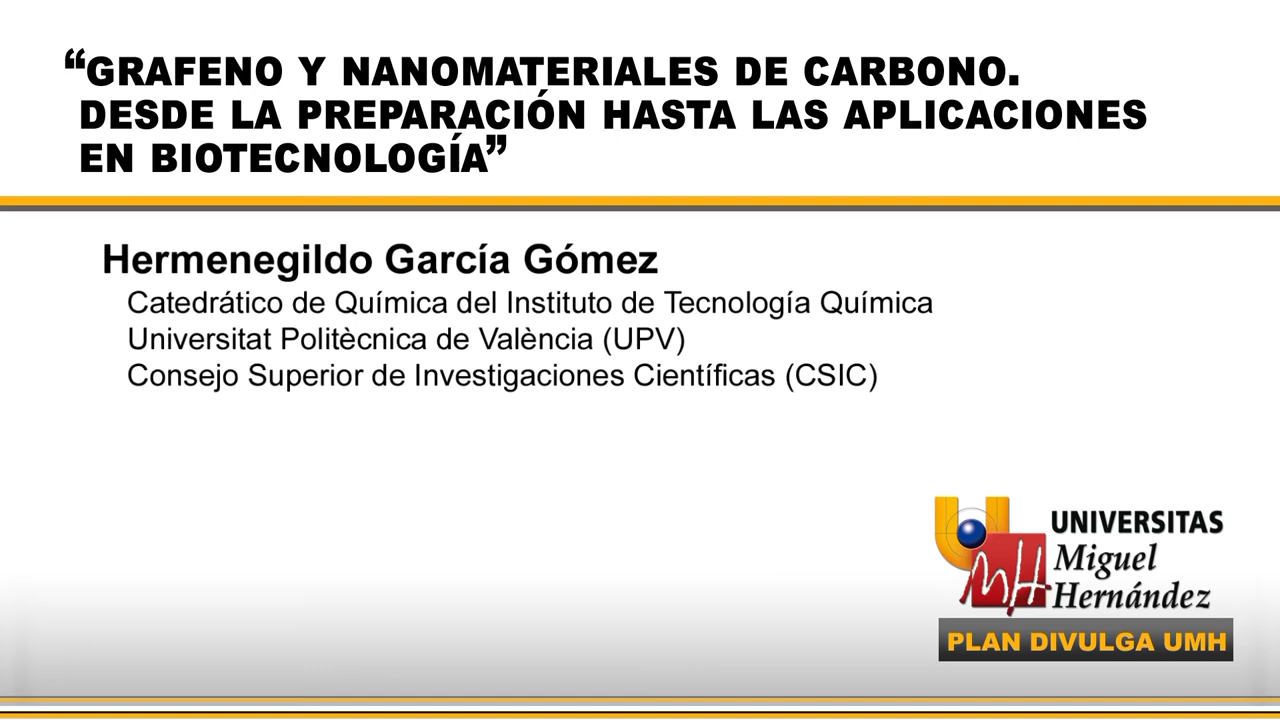 “GRAFENO Y NANOMATERIALES DE CARBONO.
DESDE LA PREPARACIÓN HASTA LAS APLICACIONES
EN BIOTECNOLOGÍA”
Hermenegildo García Gómez
Catedrático de Química del Instituto de Tecnología Química
Universitat Politècnica de València (UPV)
Consejo Superior de Investigaciones Científicas (CSIC)
UMH
UNIVERSITAS
Miguel
Hernández
PLAN DIVULGA UMH